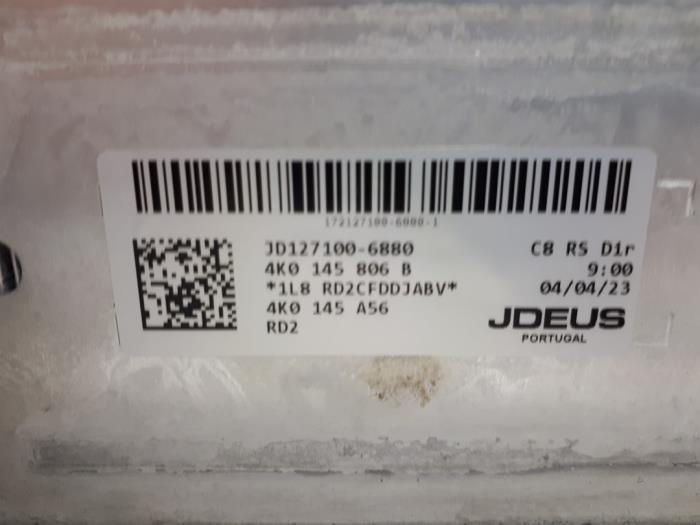 172127100-6000-1
JD127100-6880
C8 RS D1r
4K0 145 806 B
9:00
*1L8 RD2CFDDJABV*
04/04/23
4K0 145 A56
RD2
JDEUS
PORTUGAL